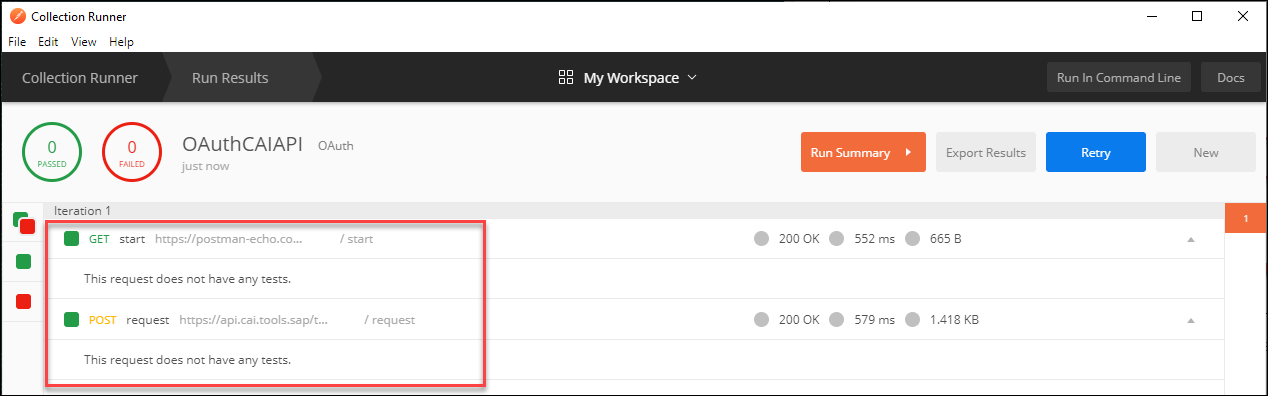 Collection Runner
File Edit View Help
Collection Runner Run Results My Workspace Run In Command Line Docs
0 PASSED 0 FAILED OAuthCAIAPI OAuth just now Run Summary Export Results Retry New
Iteration 1 1
GET start https://postman-echo.co... / start 200 OK 552 ms 665 B
This request does not have any tests.
POST request https://api.cai.tools.sap/t... / request 200 OK 579 ms 1.418 KB
This request does not have any tests.